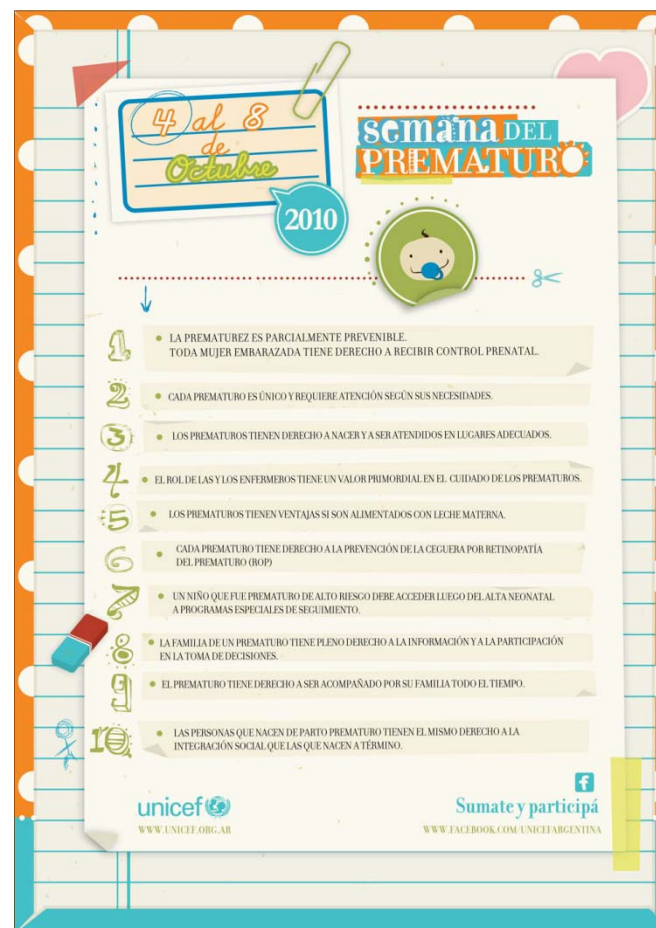 4 al 8
de
Octubre
2010
semana DEL
PREMATURO
1
LA PREMATUREZ ES PARCIALMENTE PREVENIBLE.
TODA MUJER EMBARAZADA TIENE DERECHO A RECIBIR CONTROL PRENATAL.
2
CADA PREMATURO ES ÚNICO Y REQUIERE ATENCIÓN SEGÚN SUS NECESIDADES.
3
LOS PREMATUROS TIENEN DERECHO A NACER Y A SER ATENDIDOS EN LUGARES ADECUADOS.
4
EL ROL DE LAS Y LOS ENFERMEROS TIENE UN VALOR PRIMORDIAL EN EL CUIDADO DE LOS PREMATUROS.
5
LOS PREMATUROS TIENEN VENTAJAS SI SON ALIMENTADOS CON LECHE MATERNA.
6
CADA PREMATURO TIENE DERECHO A LA PREVENCIÓN DE LA CEGUERA POR RETINOPATÍA
DEL PREMATURO (ROP)
7
UN NIÑO QUE FUE PREMATURO DE ALTO RIESGO DEBE ACCEDER LUEGO DEL ALTA NEONATAL
A PROGRAMAS ESPECIALES DE SEGUIMIENTO.
8
LA FAMILIA DE UN PREMATURO TIENE PLENO DERECHO A LA INFORMACIÓN Y A LA PARTICIPACIÓN
EN LA TOMA DE DECISIONES.
9
EL PREMATURO TIENE DERECHO A SER ACOMPAÑADO POR SU FAMILIA TODO EL TIEMPO.
10
LAS PERSONAS QUE NACEN DE PARTO PREMATURO TIENEN EL MISMO DERECHO A LA
INTEGRACIÓN SOCIAL QUE LAS QUE NACEN A TÉRMINO.
unicef
WWW.UNICEF.ORG.AR
f
Sumate y participá
WWW.FACEBOOK.COM/UNICEFARGENTINA